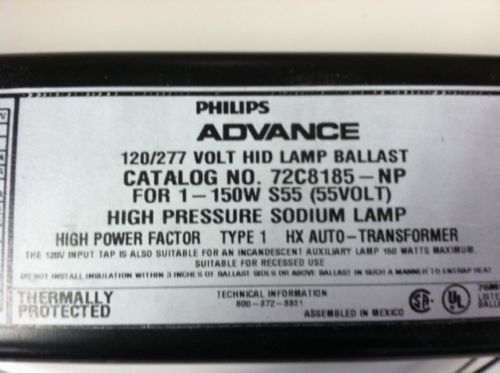 PHILIPS
ADVANCE
120/277 VOLT HID LAMP BALLAST
CATALOG NO. 72C8185-NP
FOR 1-150W S55 (55VOLT)
HIGH PRESSURE SODIUM LAMP
HIGH POWER FACTOR TYPE 1 HX AUTO-TRANSFORMER
THE 120V INPUT TAP IS ALSO SUITABLE FOR AN INCANDESCENT AUXILIARY LAMP 150 WATTS MAXIMUM.
SUITABLE FOR RECESSED USE
DO NOT INSTALL INSULATION WITHIN 3 INCHES OF BALLAST SIDES OR ABOVE BALLAST IN SUCH A MANNER TO ENTRAP HEAT
THERMALLY PROTECTED
TECHNICAL INFORMATION
800-372-3331
ASSEMBLED IN MEXICO
SA
UL